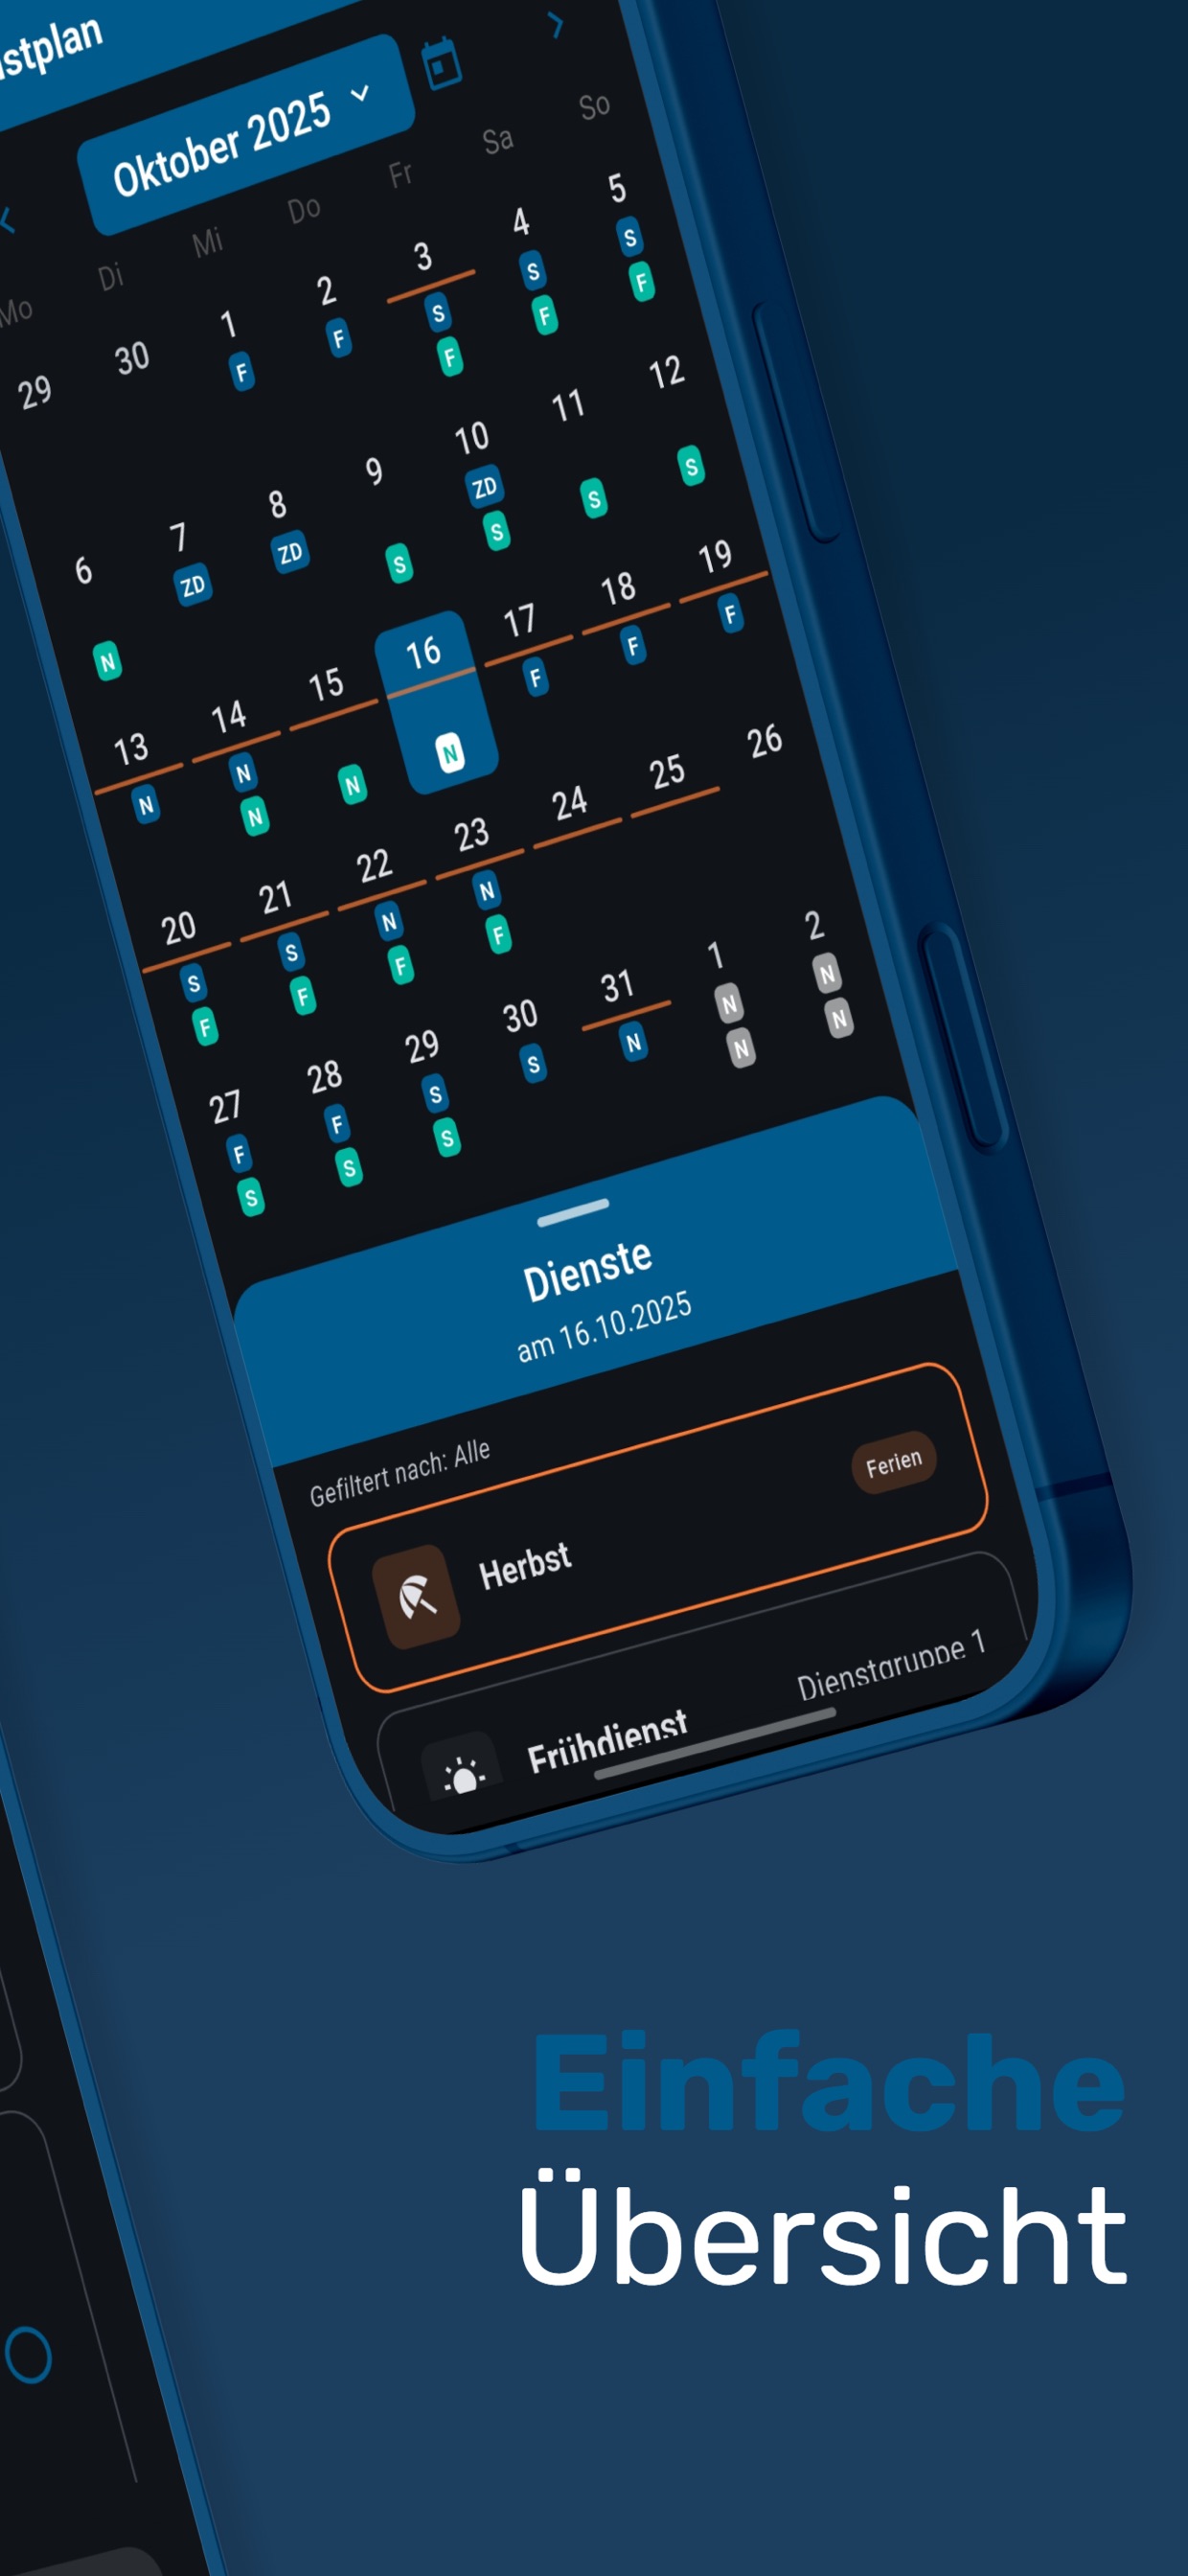 stplan
Oktober 2025
Mo Di Mi Do Fr Sa So
29 30 1 2 3 4 5
F F S S S
F F F
6 7 8 9 10 11 12
ZD ZD ZD
N S S S S
13 14 15 16 17 18 19
N N F F F
N N N
20 21 22 23 24 25 26
S S N N
F F F F
27 28 29 30 31 1 2
F F S S N N N
S S S N N
Dienste
am 16.10.2025
Gefiltert nach: Alle
Herbst
Ferien
Frühdienst
Dienstgruppe 1
Einfache
Übersicht